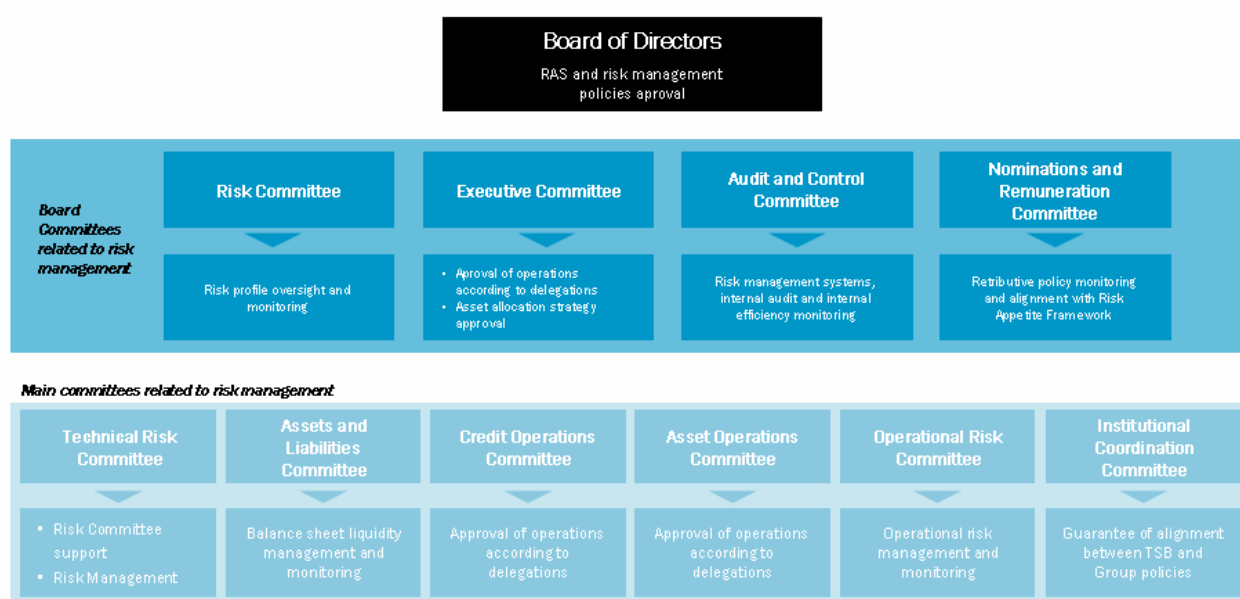 Board of Directors
RAS and risk management
policies aproval
Board
Committees
related to risk
management
Risk Committee
Risk profile oversight and
monitoring
Executive Committee
• Aproval of operations
according to delegations
• Asset allocation strategy
approval
Audit and Control
Committee
Risk management systems,
internal audit and internal
efficiency monitoring
Nominations and
Remuneration
Committee
Retributive policy monitoring
and alignment with Risk
Appetite Framework
Main committees related to risk management
Technical Risk
Committee
▪ Risk Committee
support
▪ Risk Management
Assets and
Liabilities
Committee
Balance sheet liquidity
management and
monitoring
Credit Operations
Committee
Approval of operations
according to
delegations
Asset Operations
Committee
Approval of operations
according to
delegations
Operational Risk
Committee
Operational risk
management and
monitoring
Institutional
Coordination
Committee
Guarantee of alignment
between TSB and
Group policies